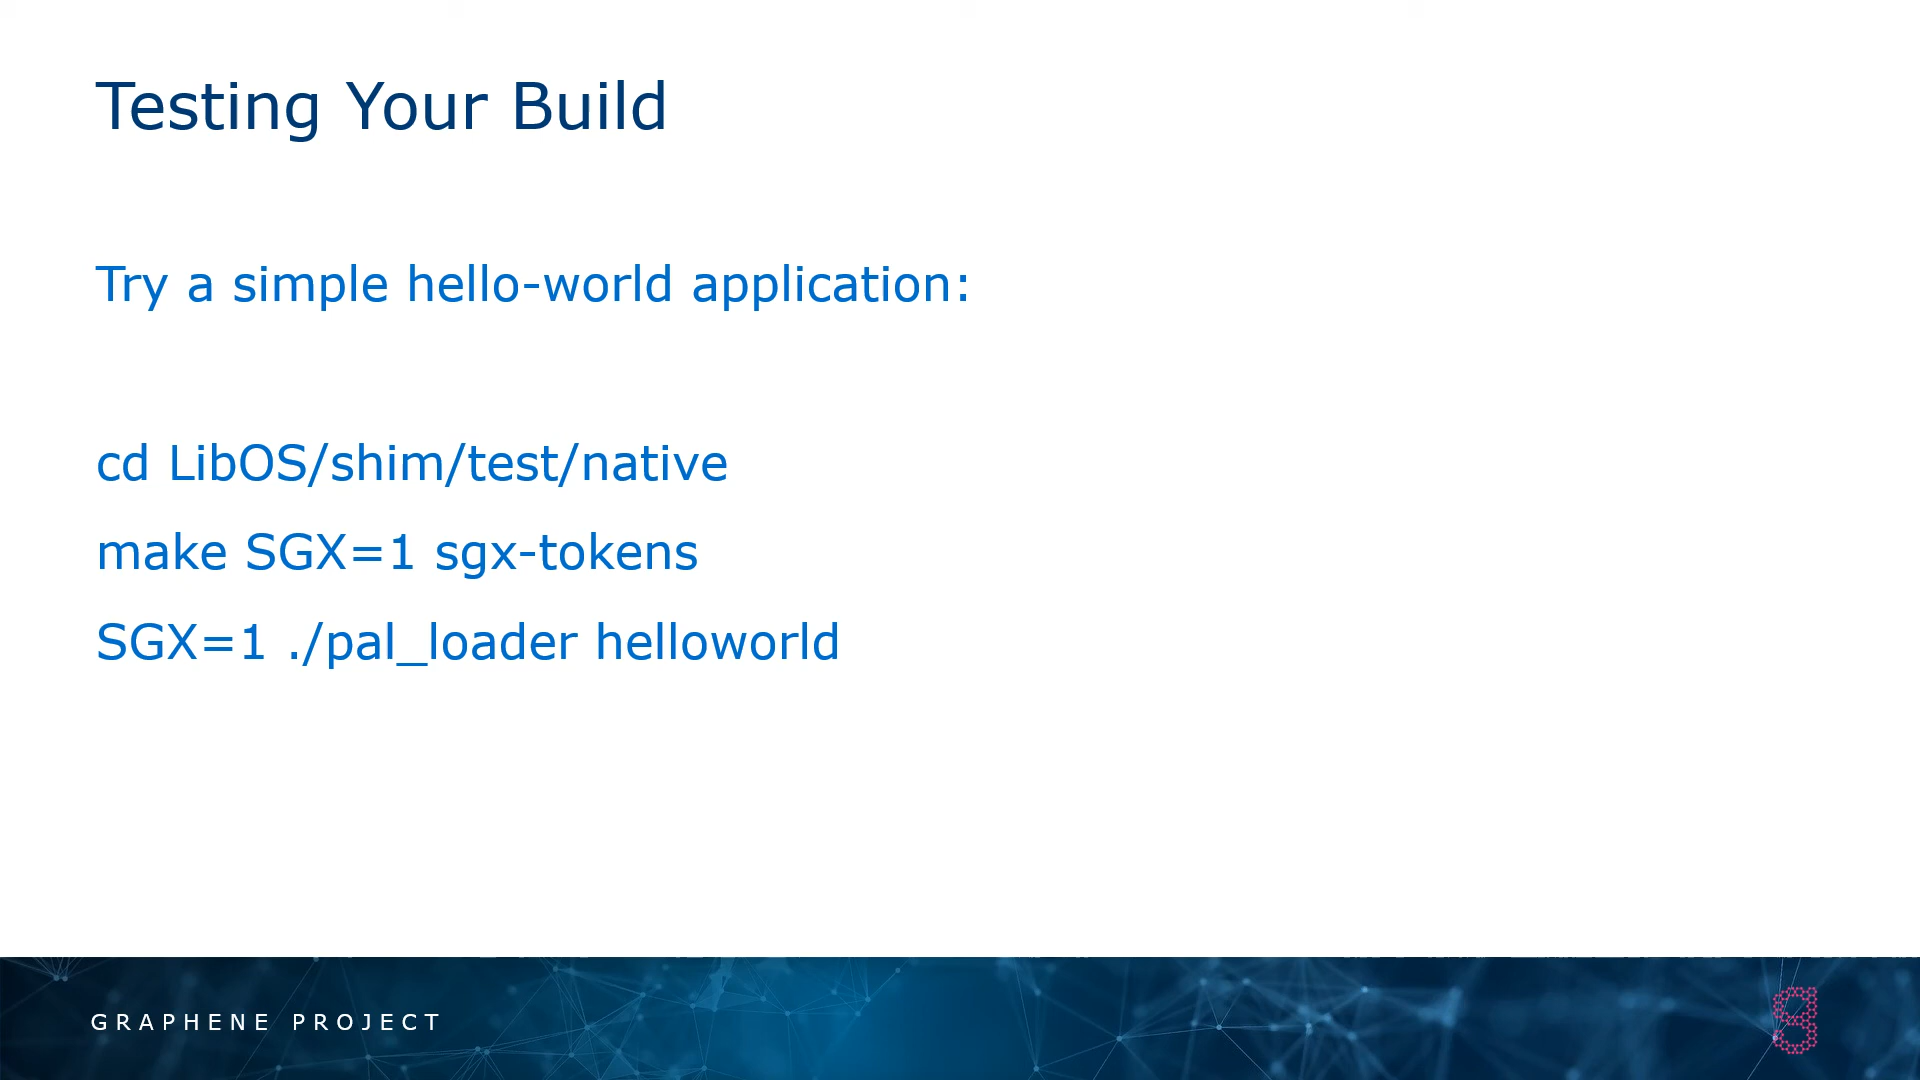 Testing Your Build
Try a simple hello-world application:
cd LibOS/shim/test/native
make SGX=1 sgx-tokens
SGX=1 ./pal_loader helloworld
GRAPHENE PROJECT